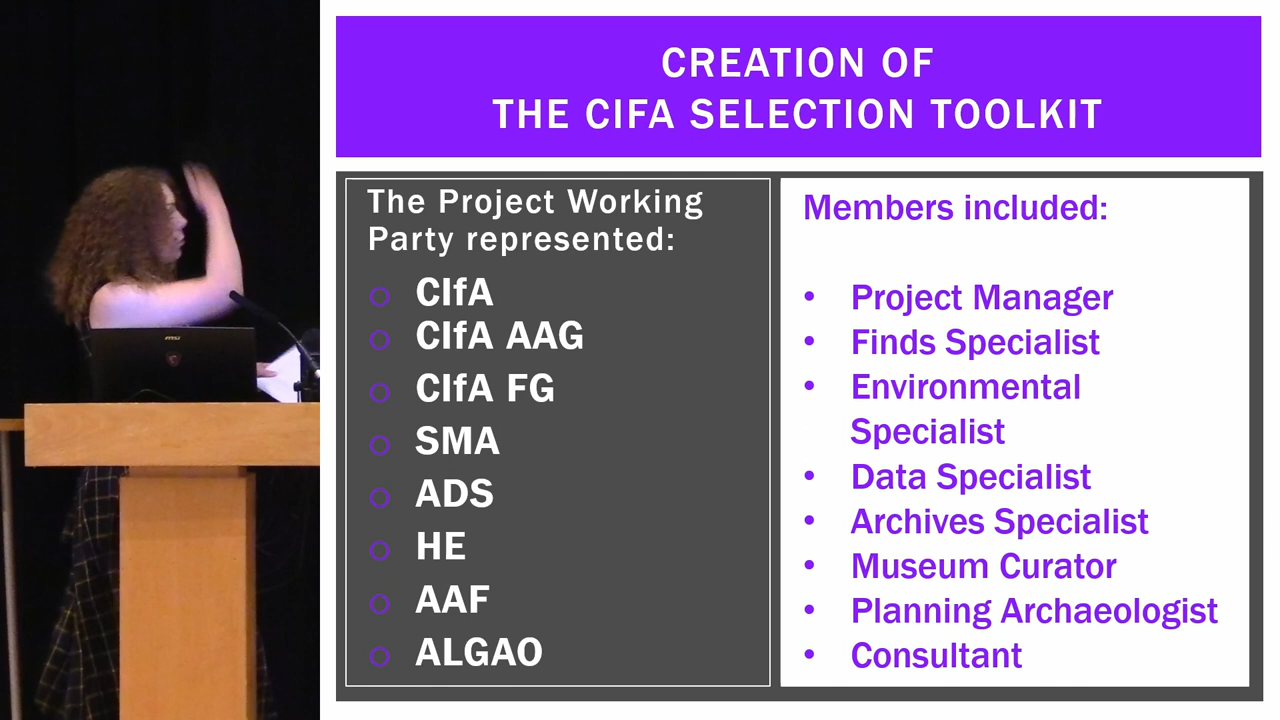 CREATION OF
THE CIFA SELECTION TOOLKIT
The Project Working
Party represented:
o CIfA
o CIfA AAG
o CIfA FG
o SMA
o ADS
o HE
o AAF
o ALGAO
Members included:
• Project Manager
• Finds Specialist
• Environmental
Specialist
• Data Specialist
• Archives Specialist
• Museum Curator
• Planning Archaeologist
• Consultant
msi